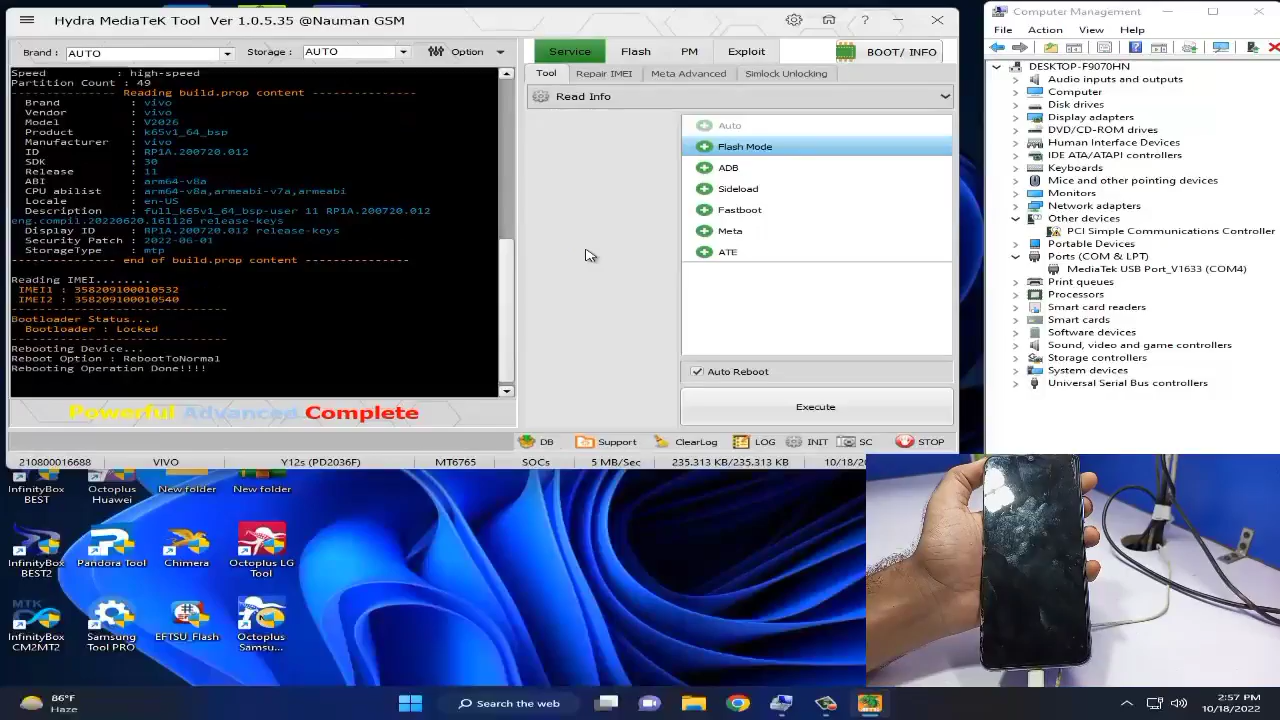 Hydra MediaTeK Tool Ver 1.0.5.35 @Nauman GSM
Brand : AUTO Storage: AUTO Option
Speed : high-speed
Partition Count : 49
-------------- Reading build.prop content ---------------
Brand : vivo
Vendor : vivo
Model : V2026
Product : k65v1_64_bsp
Manufacturer : vivo
ID : RP1A.200720.012
SDK : 30
Release : 11
ABI : arm64-v8a
CPU abilist : arm64-v8a,armeabi-v7a,armeabi
Locale : en-US
Description : full_k65v1_64_bsp-user 11 RP1A.200720.012
eng.compil.20220620.161126 release-keys
Display ID : RP1A.200720.012 release-keys
Security Patch : 2022-06-01
StorageType : mtp
--------------- end of build.prop content ---------------
Reading IMEI........
IMEI1 : 358209100010532
IMEI2 : 358209100010540
-------------------------------
Bootloader Status...
Bootloader : Locked
-------------------------------
Rebooting Device...
Reboot Option : RebootToNormal
Rebooting Operation Done!!!!
Powerful Advanced Complete
Service Flash PM Exploit BOOT/ INFO
Tool Repair IMEI Meta Advanced Simlock Unlocking
Read Info
Auto
Flash Mode
ADB
Sideload
Fastboot
Meta
ATE
Auto Reboot
Execute
DB Support ClearLog LOG INIT SC STOP
210800016688 VIVO Y12s (PD2036F) MT6765 SOCs 5 MB/Sec 235.313 KB/235.313 KB 10/18/20
Computer Management
File Action View Help
DESKTOP-F9070HN
Audio inputs and outputs
Computer
Disk drives
Display adapters
DVD/CD-ROM drives
Human Interface Devices
IDE ATA/ATAPI controllers
Keyboards
Mice and other pointing devices
Monitors
Network adapters
Other devices
PCI Simple Communications Controller
Portable Devices
Ports (COM & LPT)
MediaTek USB Port_V1633 (COM4)
Print queues
Processors
Smart card readers
Smart cards
Software devices
Sound, video and game controllers
Storage controllers
System devices
Universal Serial Bus controllers
InfinityBox BEST
Octoplus Huawei
New folder
New folder
InfinityBox BEST2
Pandora Tool
Chimera
Octoplus LG Tool
MTK
InfinityBox CM2MT2
Samsung Tool PRO
EFTSU_Flash
Octoplus Samsu...
86°F
Haze
Search the web
2:57 PM
10/18/2022